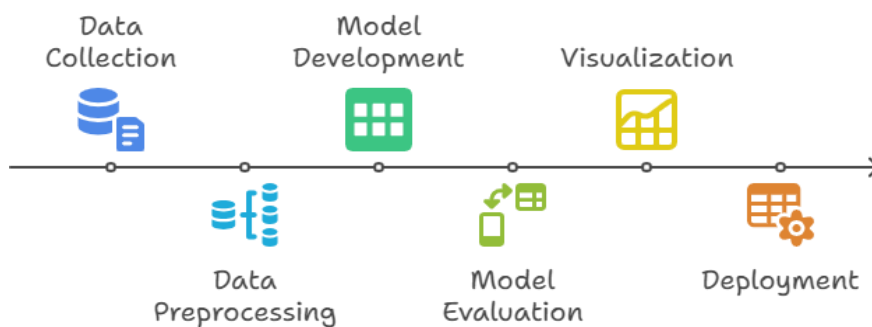 Data
Collection
Model
Development
Visualization
Data
Preprocessing
Model
Evaluation
Deployment